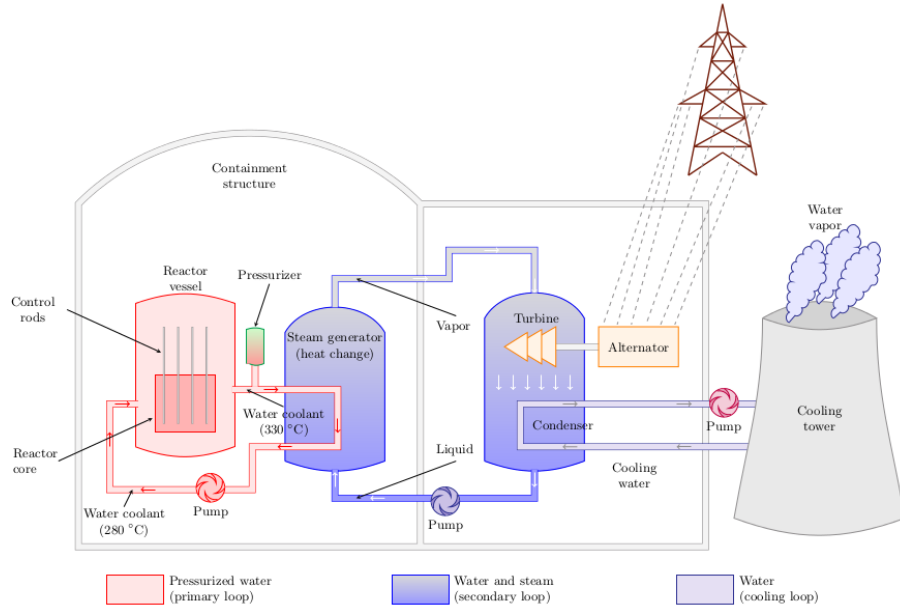 Containment
structure
Water
vapor
Reactor
vessel
Pressurizer
Control
rods
Steam generator
(heat change)
Vapor
Turbine
Alternator
Water coolant
(330 °C)
Condenser
Pump
Cooling
tower
Reactor
core
Liquid
Cooling
water
Water coolant
(280 °C)
Pump
Pump
Pressurized water
(primary loop)
Water and steam
(secondary loop)
Water
(cooling loop)